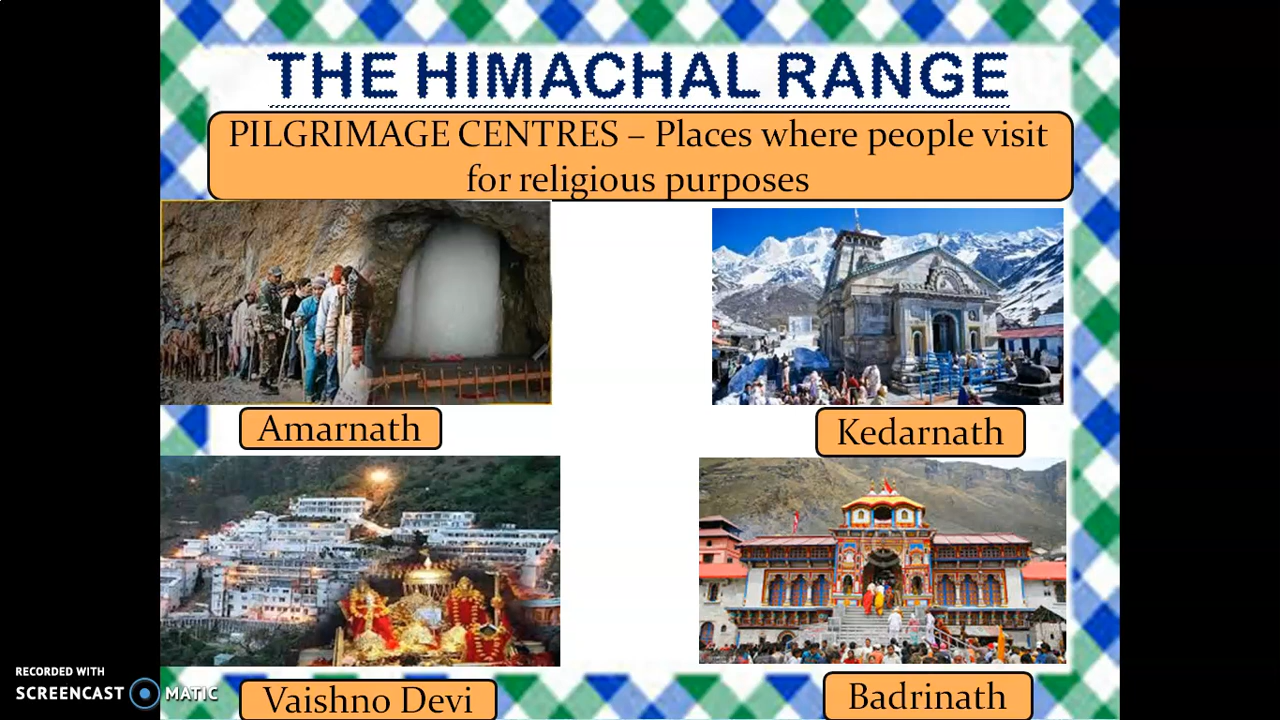 THE HIMACHAL RANGE
PILGRIMAGE CENTRES – Places where people visit
for religious purposes
Amarnath
Kedarnath
Vaishno Devi
Badrinath
RECORDED WITH
SCREENCAST MATIC